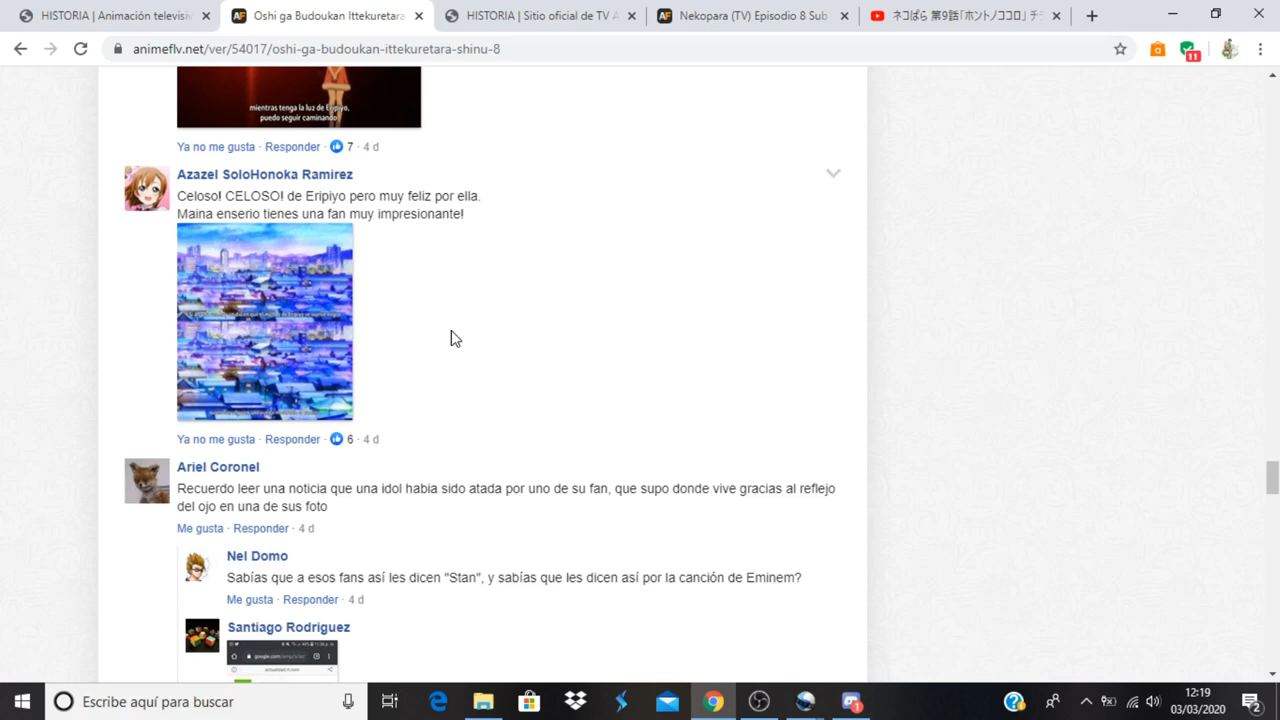 HISTORIA | Animación televisi
Oshi ga Budoukan Ittekuretara
HISTORIA | Sitio oficial de TV A
Nekopara (TV) Episodio 8 Sub
ネコぱら 第9話「ホントノココロ」 予
animeflv.net/ver/54017/oshi-ga-budoukan-ittekuretara-shinu-8
11
mientras tenga la luz de Eripiyo,
puedo seguir caminando
Ya no me gusta · Responder · 7 · 4 d
Azazel SoloHonoka Ramirez
Celoso! CELOSO! de Eripiyo pero muy feliz por ella.
Maina enserio tienes una fan muy impresionante!
Ya no me gusta · Responder · 6 · 4 d
Ariel Coronel
Recuerdo leer una noticia que una idol habia sido atada por uno de su fan, que supo donde vive gracias al reflejo
del ojo en una de sus foto
Me gusta · Responder · 4 d
Nel Domo
Sabías que a esos fans así les dicen "Stan", y sabías que les dicen así por la canción de Eminem?
Me gusta · Responder · 4 d
Santiago Rodriguez
actualidad.rt.com
Escribe aquí para buscar
12:19
03/03/2020
1
2